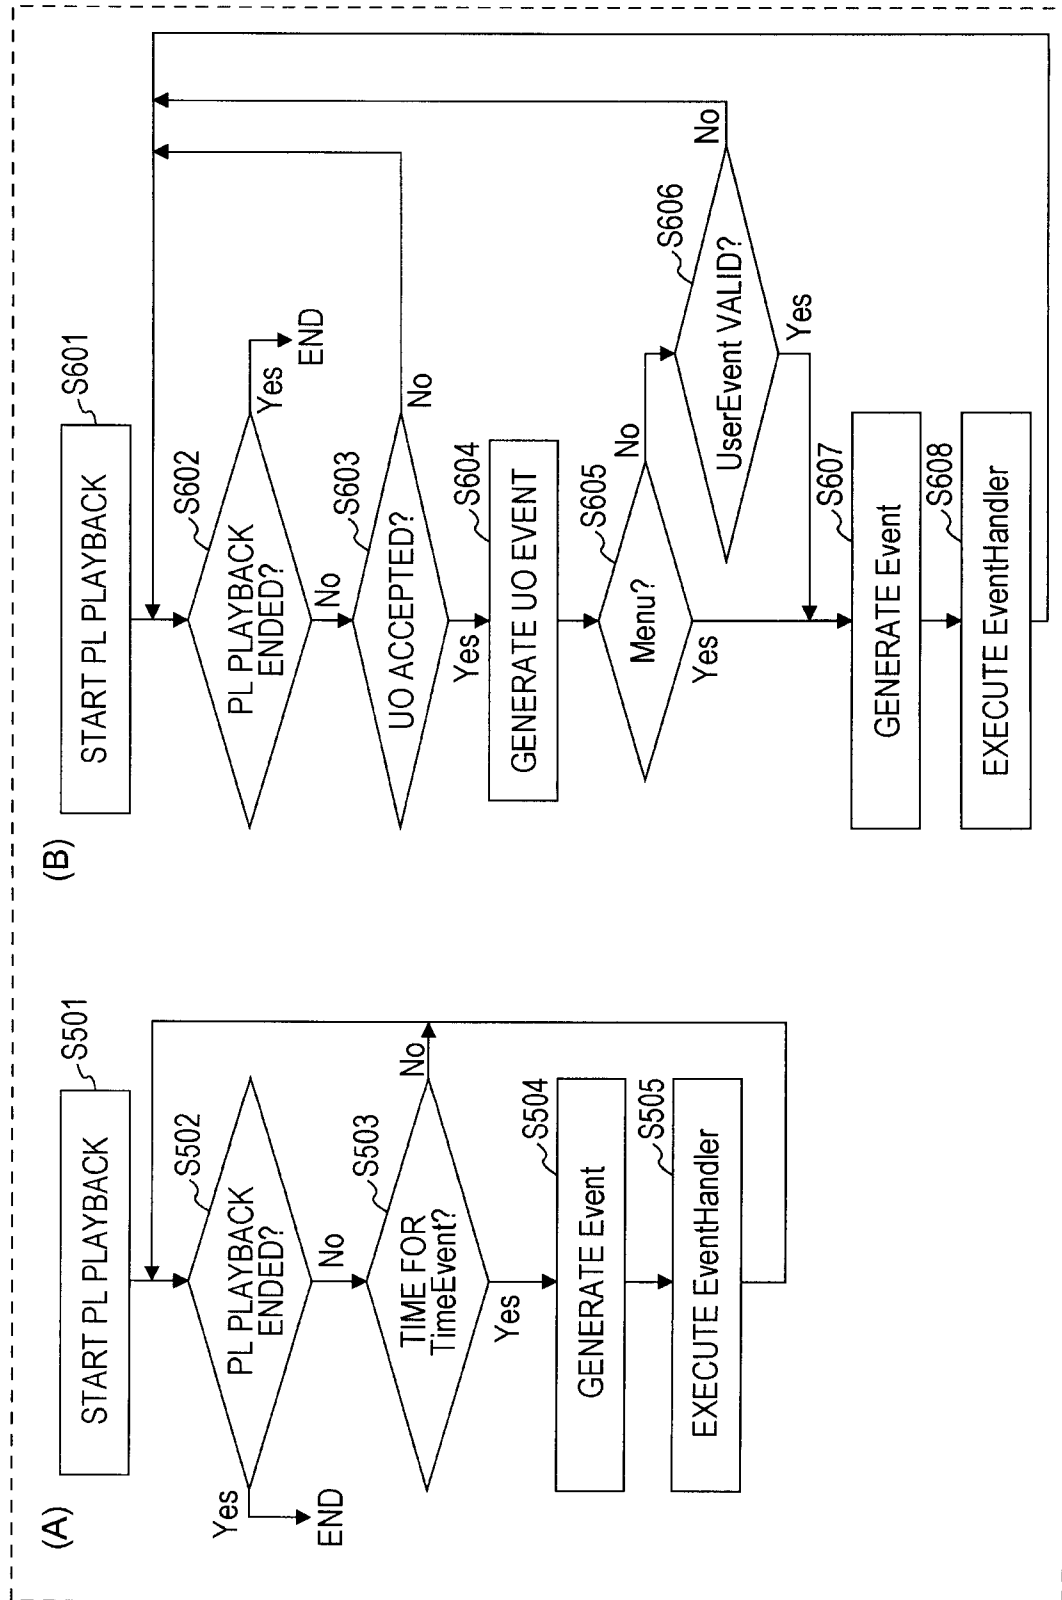 (A)
START PL PLAYBACK
S501
PL PLAYBACK
ENDED?
S502
Yes
END
No
TIME FOR
TimeEvent?
S503
No
Yes
GENERATE Event
S504
EXECUTE EventHandler
S505
(B)
START PL PLAYBACK
S601
PL PLAYBACK
ENDED?
S602
Yes
END
No
UO ACCEPTED?
S603
No
Yes
GENERATE UO EVENT
S604
Menu?
S605
No
Yes
UserEvent VALID?
S606
No
Yes
GENERATE Event
S607
EXECUTE EventHandler
S608